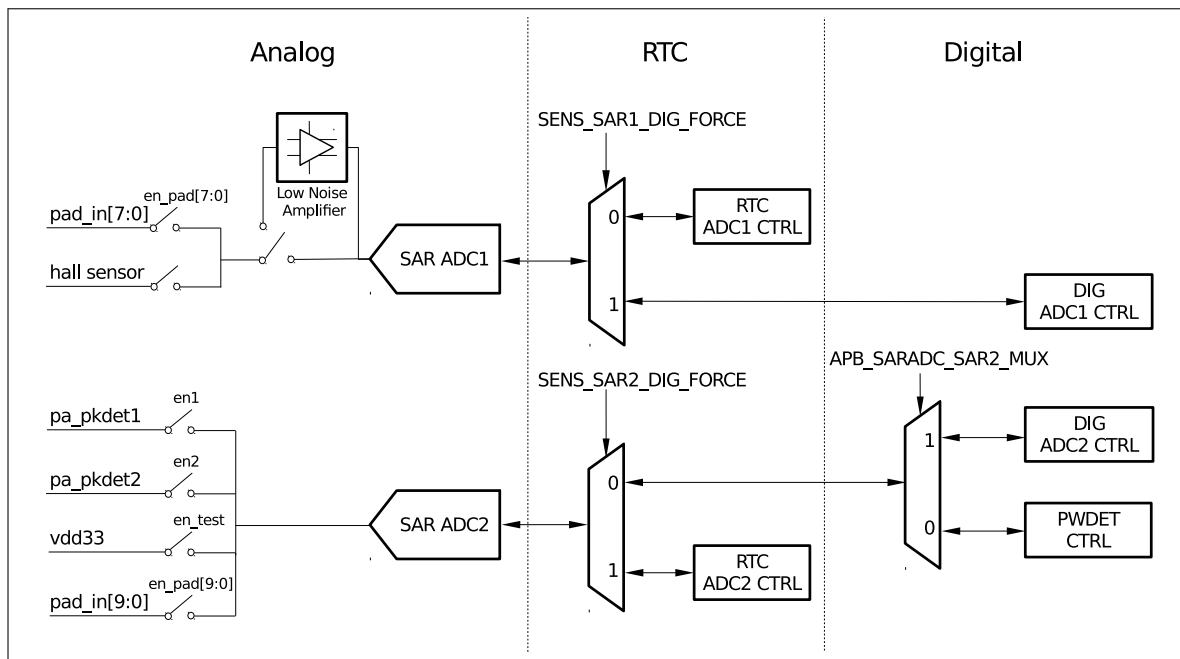 Analog
RTC
Digital
SENS_SAR1_DIG_FORCE
Low Noise
Amplifier
en_pad[7:0]
pad_in[7:0]
hall sensor
SAR ADC1
0
1
RTC
ADC1 CTRL
DIG
ADC1 CTRL
SENS_SAR2_DIG_FORCE
APB_SARADC_SAR2_MUX
en1
pa_pkdet1
en2
pa_pkdet2
en_test
vdd33
en_pad[9:0]
pad_in[9:0]
SAR ADC2
0
1
RTC
ADC2 CTRL
1
0
DIG
ADC2 CTRL
PWDET
CTRL